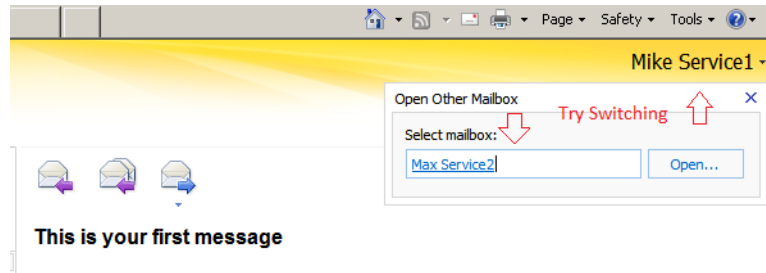 Page Safety Tools
Mike Service1
Open Other Mailbox
Try Switching
Select mailbox:
Max Service2
Open...
This is your first message